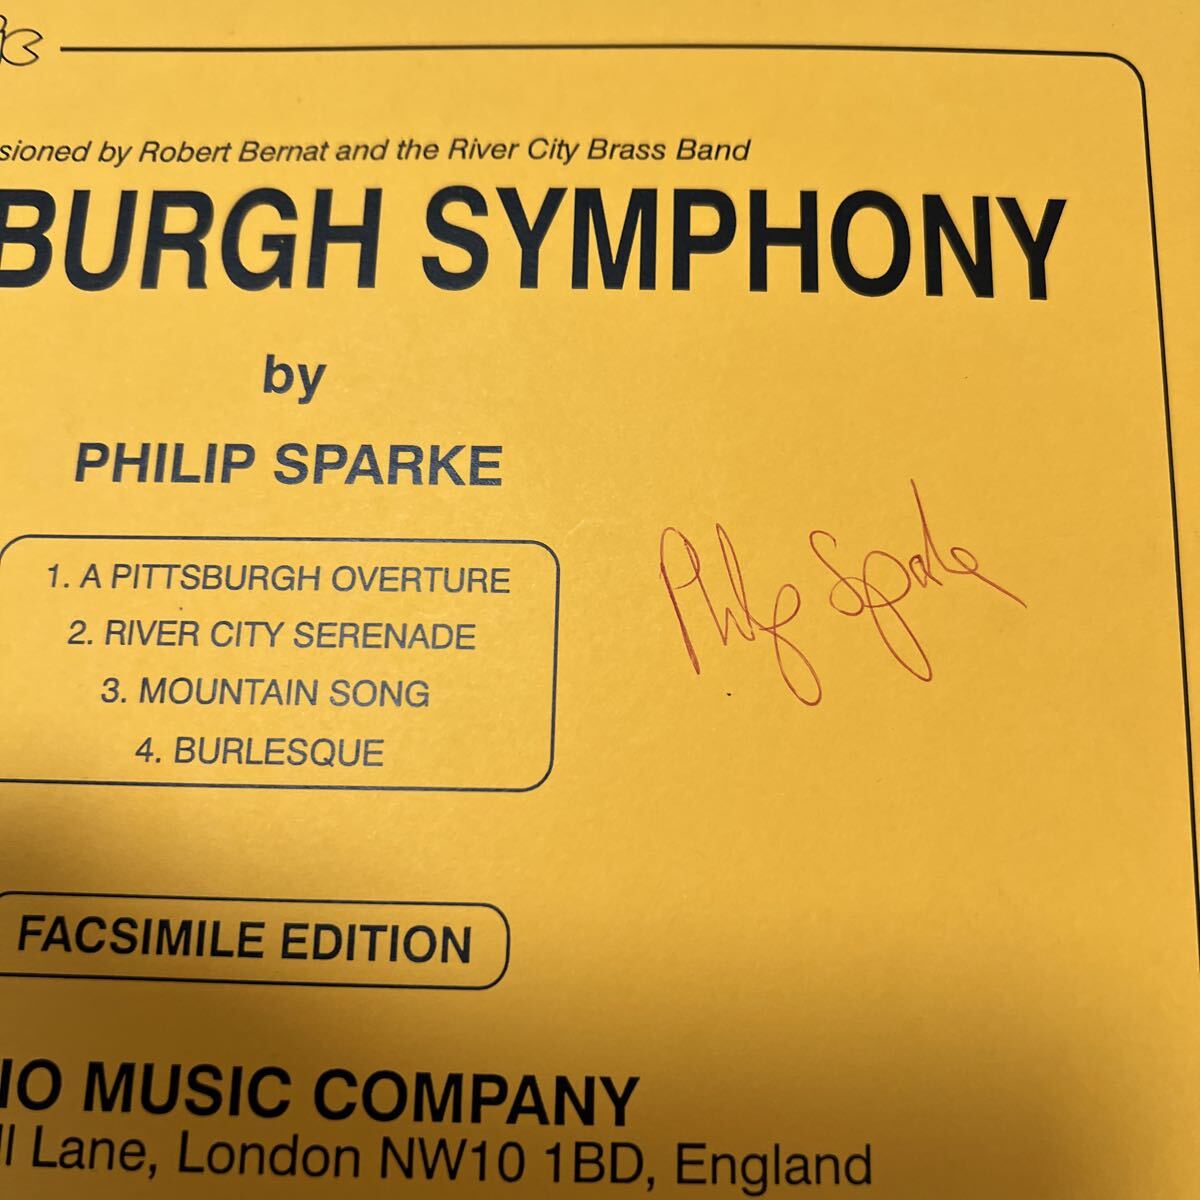 sioned by Robert Bernat and the River City Brass Band
BURGH SYMPHONY
by
PHILIP SPARKE
1. A PITTSBURGH OVERTURE
2. RIVER CITY SERENADE
3. MOUNTAIN SONG
4. BURLESQUE
Philip Sparke
FACSIMILE EDITION
IO MUSIC COMPANY
ll Lane, London NW10 1BD, England